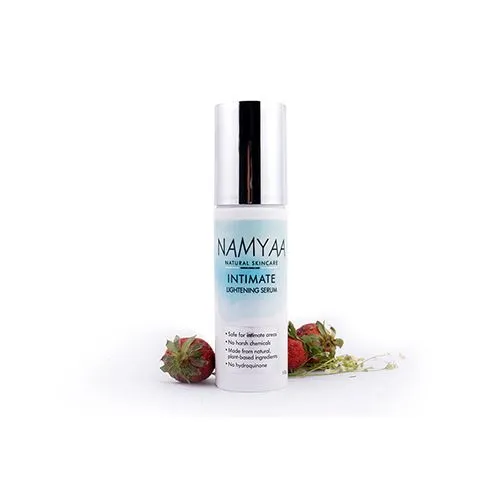 NAMYAA
NATURAL SKINCARE
INTIMATE
LIGHTENING SERUM
• Safe for intimate areas
• No harsh chemicals
• Made from natural,
plant-based ingredients
• No hydroquinone